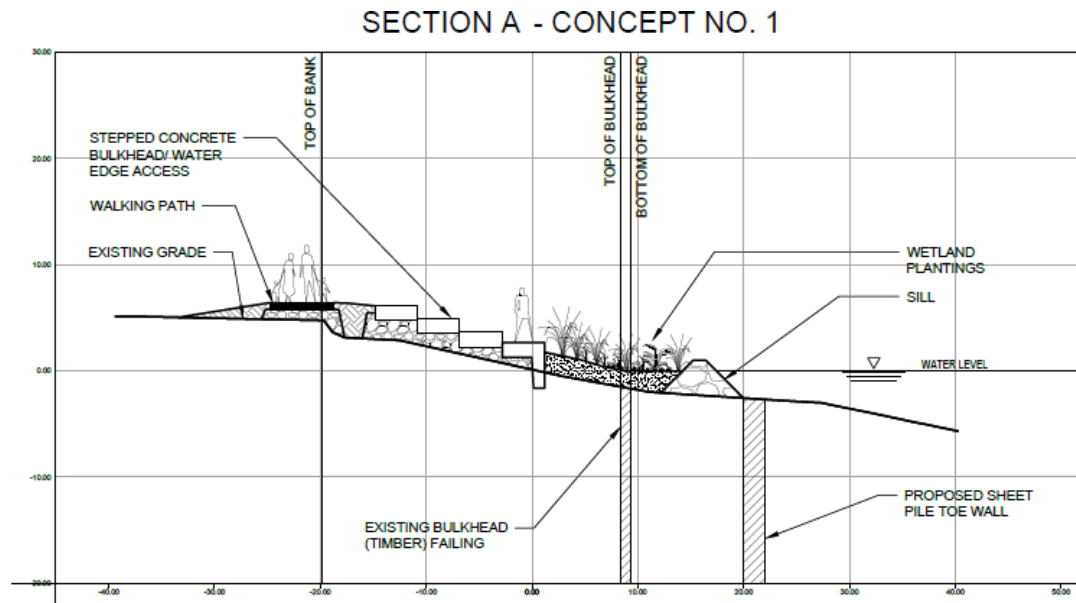 SECTION A - CONCEPT NO. 1
30.00
20.00
10.00
0.00
-10.00
-20.00
TOP OF BANK
TOP OF BULKHEAD
BOTTOM OF BULKHEAD
STEPPED CONCRETE
BULKHEAD/ WATER
EDGE ACCESS
WALKING PATH
EXISTING GRADE
WETLAND
PLANTINGS
SILL
WATER LEVEL
EXISTING BULKHEAD
(TIMBER) FAILING
PROPOSED SHEET
PILE TOE WALL
-40.00 -30.00 -20.00 -10.00 0.00 10.00 20.00 30.00 40.00